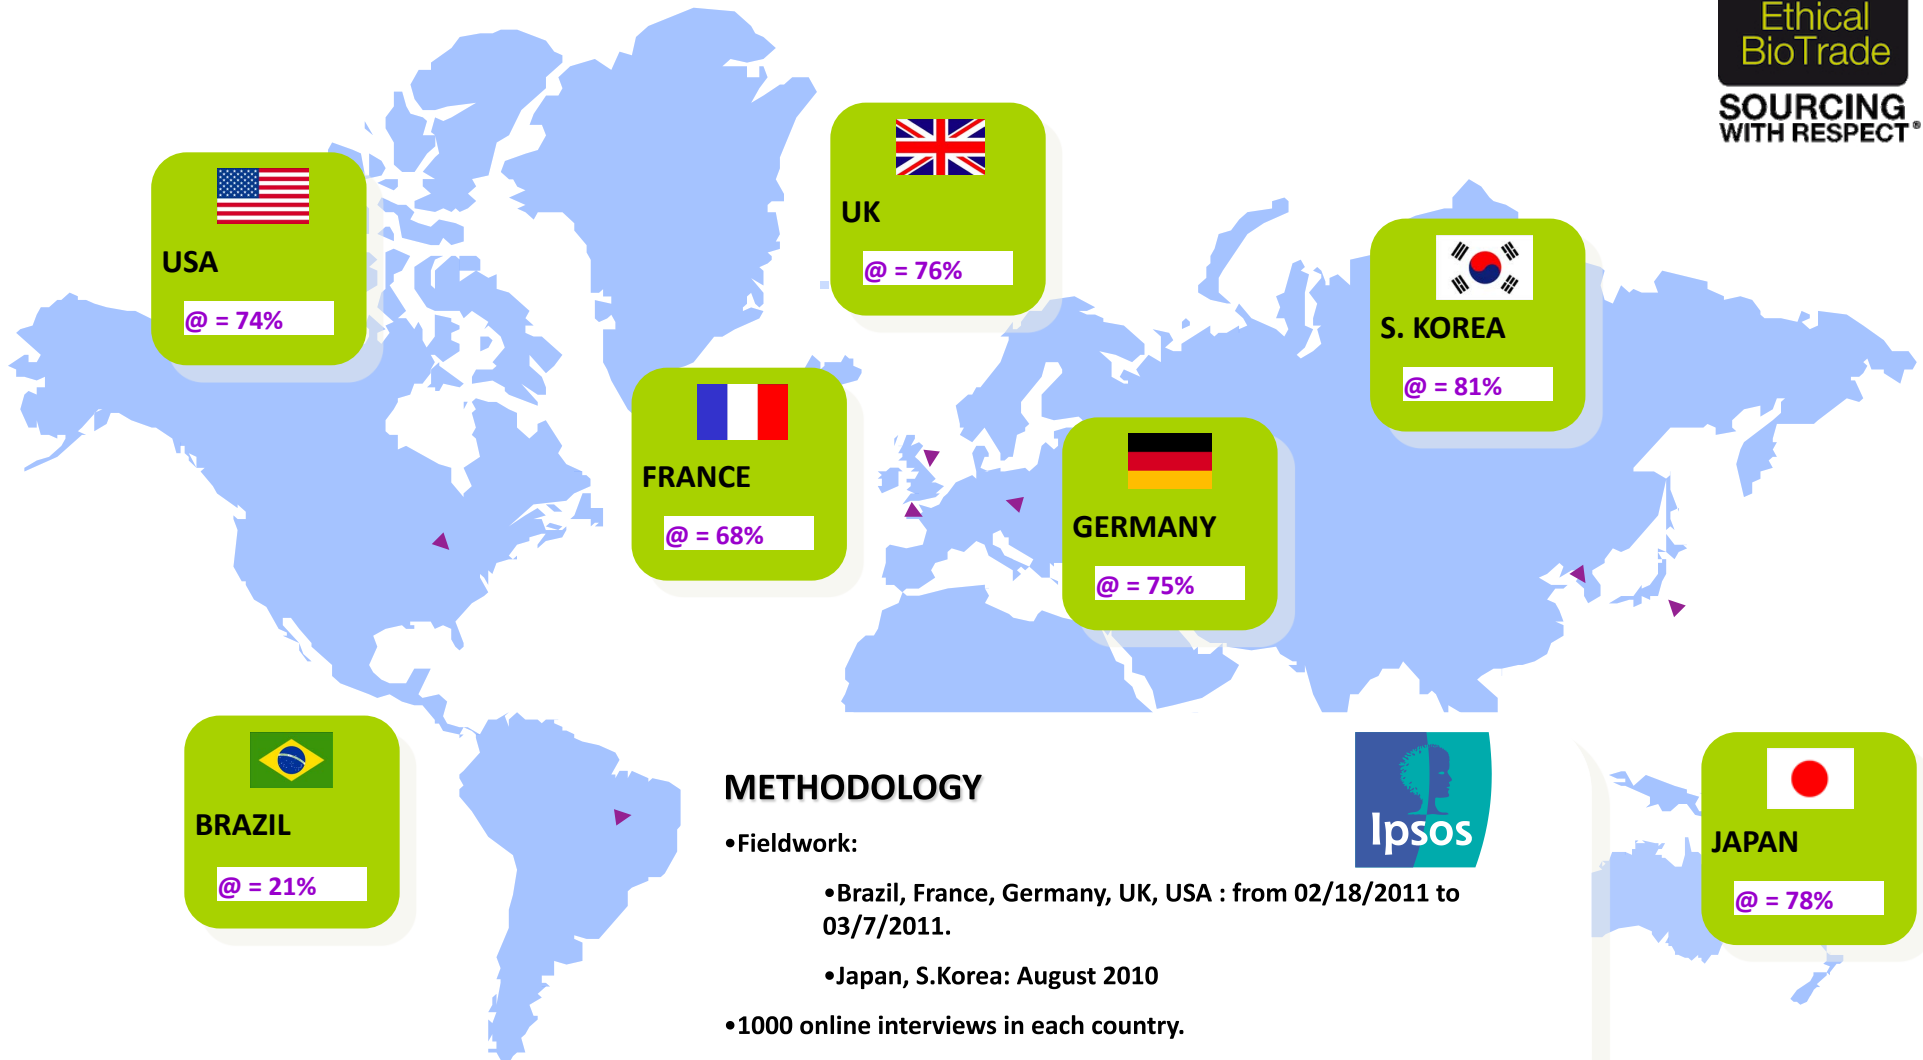 Ethical
BioTrade
SOURCING
WITH RESPECT®
UK
@ = 76%
USA
@ = 74%
S. KOREA
@ = 81%
FRANCE
@ = 68%
GERMANY
@ = 75%
BRAZIL
@ = 21%
JAPAN
@ = 78%
Ipsos
METHODOLOGY
•Fieldwork:
•Brazil, France, Germany, UK, USA : from 02/18/2011 to
03/7/2011.
•Japan, S.Korea: August 2010
•1000 online interviews in each country.